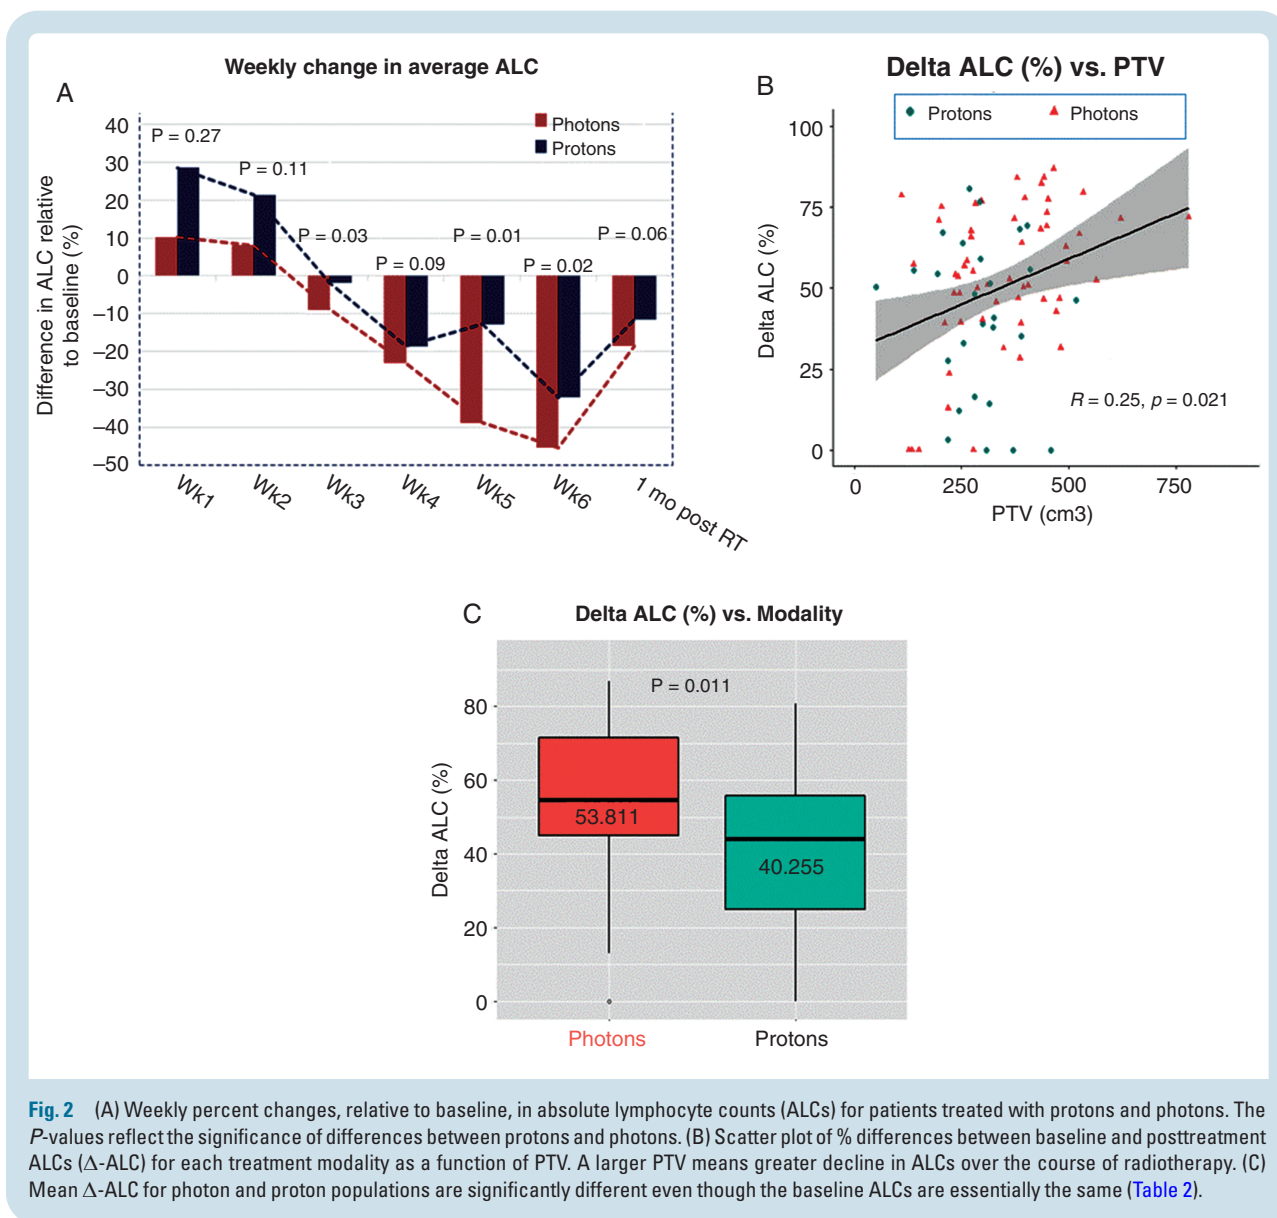 A
Weekly change in average ALC
Photons
Protons
P = 0.27
P = 0.11
P = 0.03
P = 0.09
P = 0.01
P = 0.02
P = 0.06
Difference in ALC relative
to baseline (%)
40
30
20
10
0
–10
–20
–30
–40
–50
Wk1
Wk2
Wk3
Wk4
Wk5
Wk6
1 mo post RT
B
Delta ALC (%) vs. PTV
Protons
Photons
Delta ALC (%)
100
75
50
25
0
R = 0.25, p = 0.021
0
250
500
750
PTV (cm3)
C
Delta ALC (%) vs. Modality
P = 0.011
Delta ALC (%)
80
60
40
20
0
53.811
40.255
Photons
Protons
Fig. 2 (A) Weekly percent changes, relative to baseline, in absolute lymphocyte counts (ALCs) for patients treated with protons and photons. The
P-values reflect the significance of differences between protons and photons. (B) Scatter plot of % differences between baseline and posttreatment
ALCs (Δ-ALC) for each treatment modality as a function of PTV. A larger PTV means greater decline in ALCs over the course of radiotherapy. (C)
Mean Δ-ALC for photon and proton populations are significantly different even though the baseline ALCs are essentially the same (Table 2).